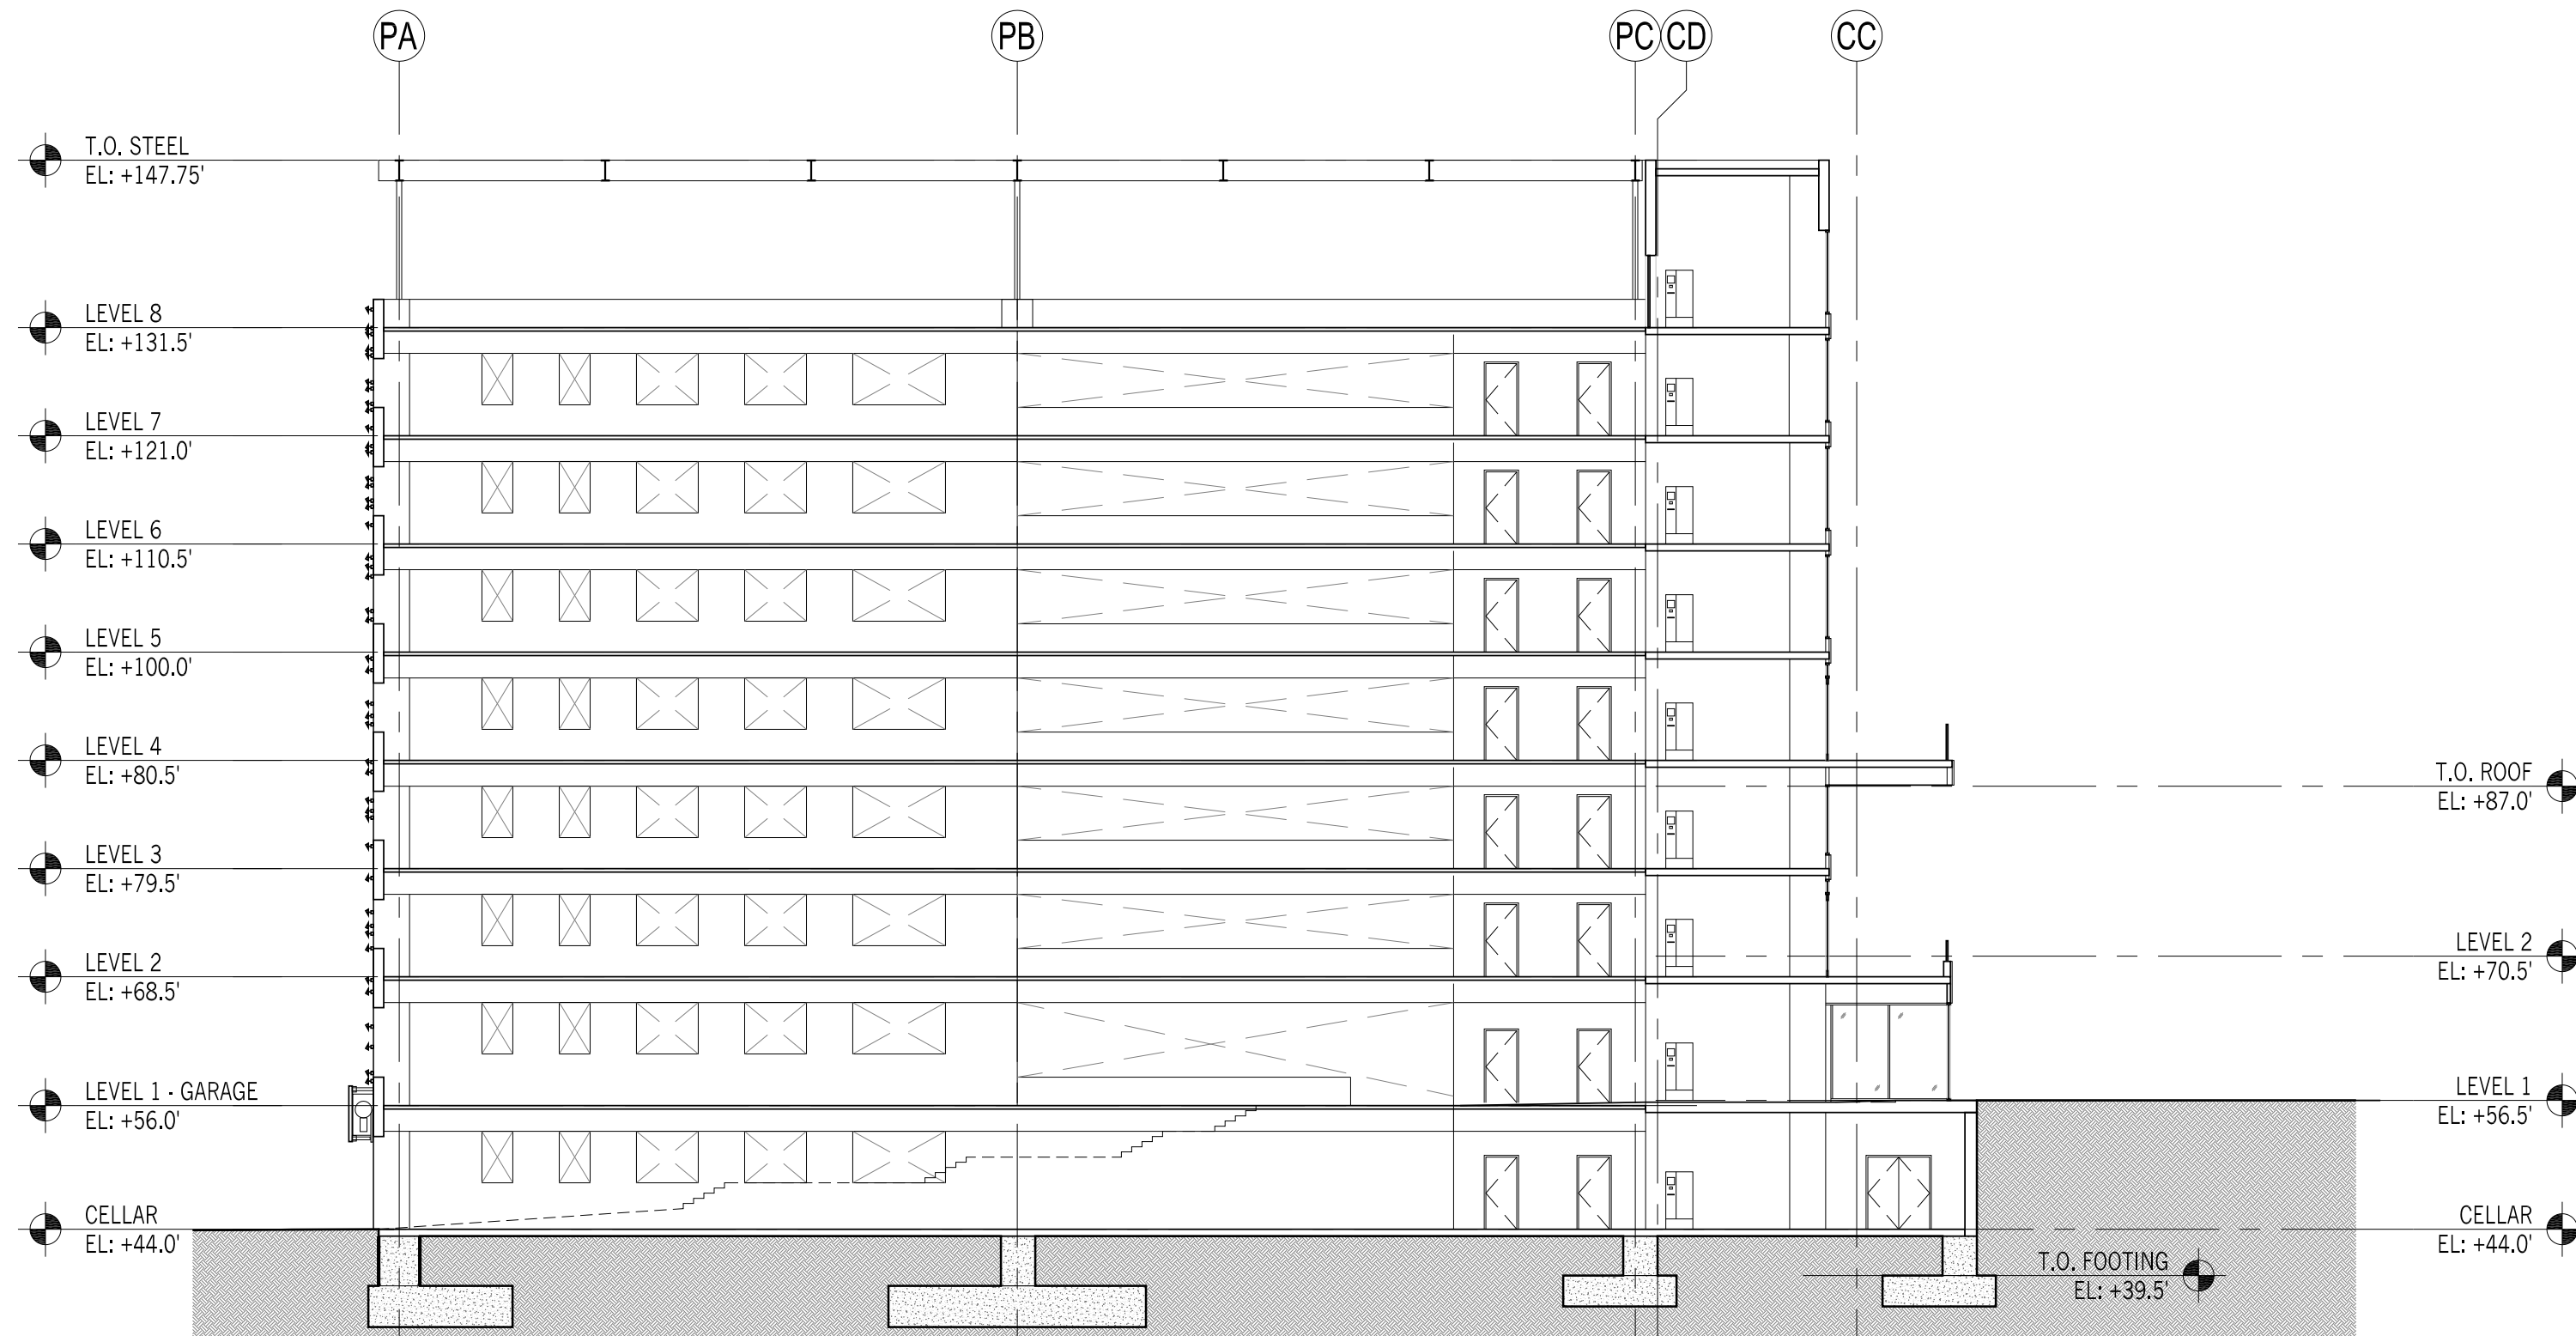 PA
PB
PC
CD
CC
T.O. STEEL
EL: +147.75'
LEVEL 8
EL: +131.5'
LEVEL 7
EL: +121.0'
LEVEL 6
EL: +110.5'
LEVEL 5
EL: +100.0'
LEVEL 4
EL: +80.5'
T.O. ROOF
EL: +87.0'
LEVEL 3
EL: +79.5'
LEVEL 2
EL: +68.5'
LEVEL 2
EL: +70.5'
LEVEL 1 - GARAGE
EL: +56.0'
LEVEL 1
EL: +56.5'
CELLAR
EL: +44.0'
CELLAR
EL: +44.0'
T.O. FOOTING
EL: +39.5'